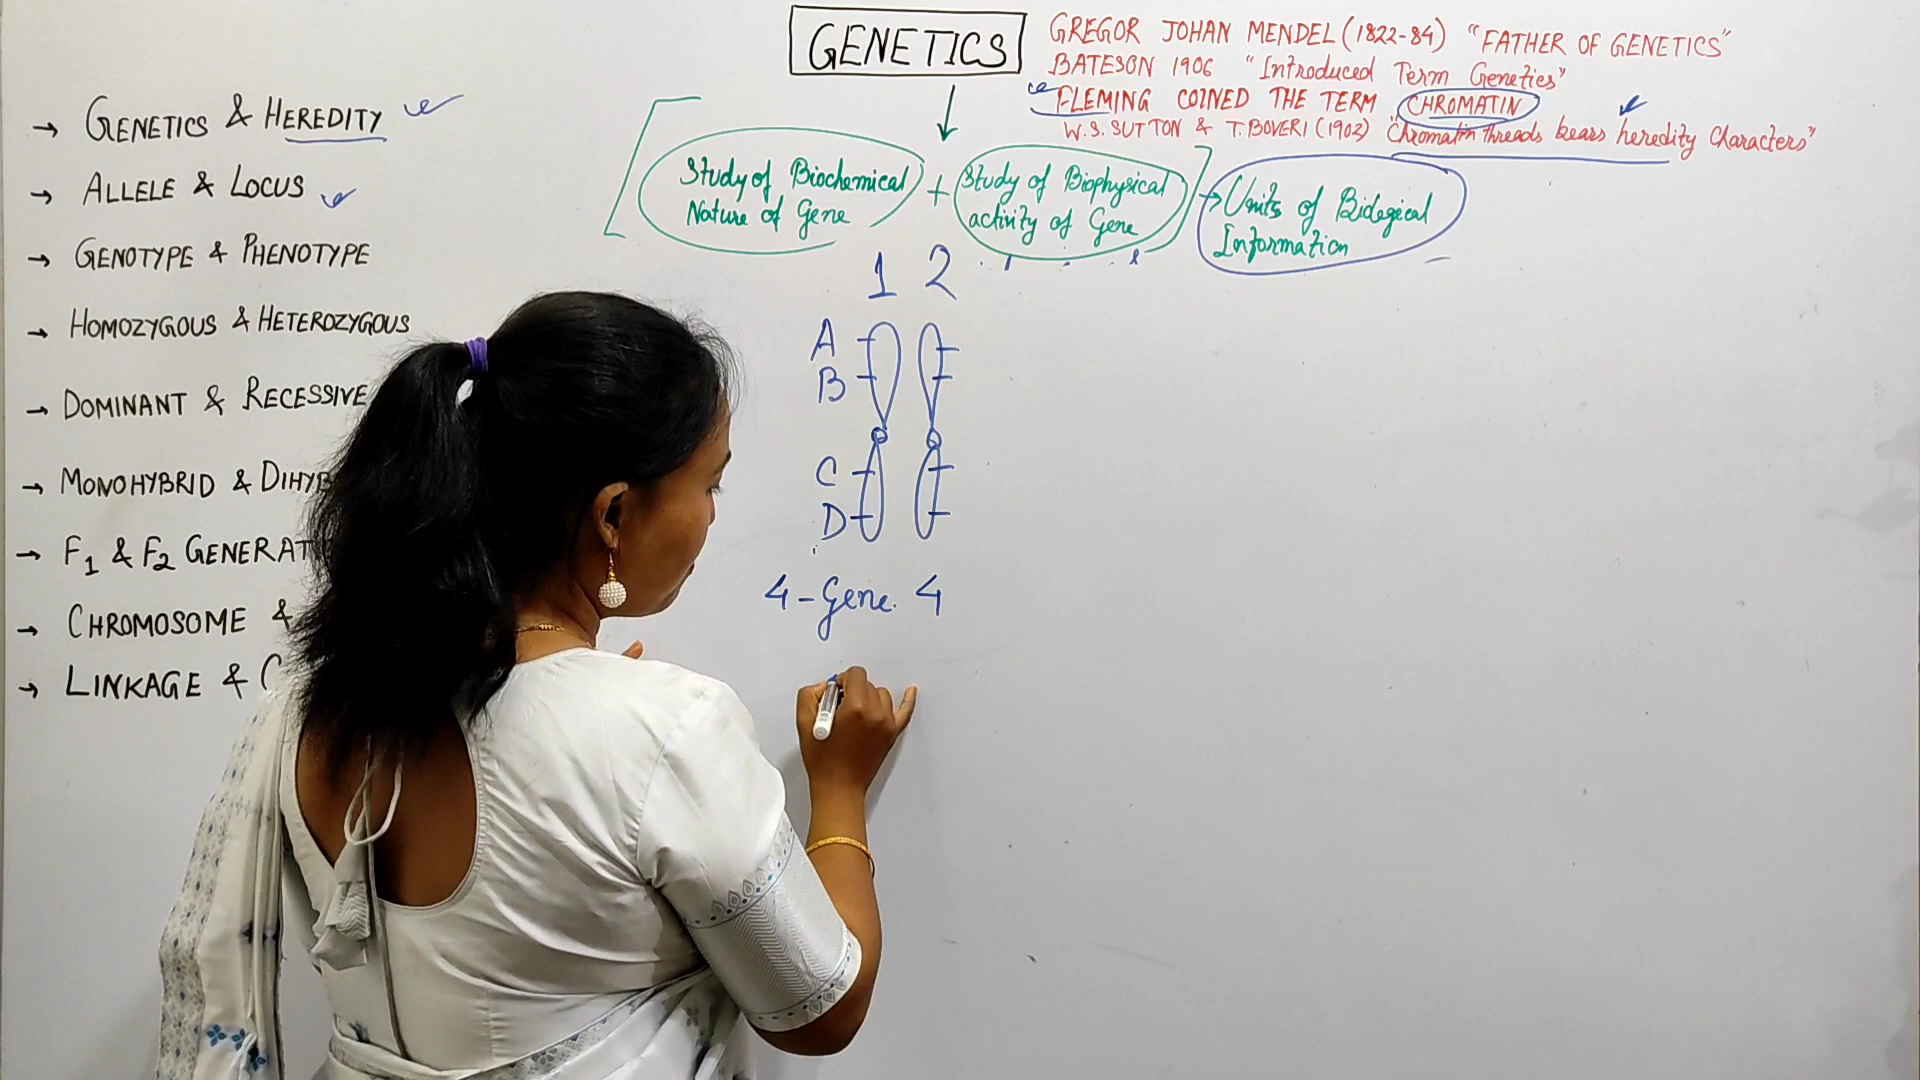 GENETICS
GREGOR JOHAN MENDEL (1822-84) "FATHER OF GENETICS"
BATESON 1906 "Introduced Term Genetics"
FLEMING COINED THE TERM CHROMATIN
W.S. SUTTON & T. BOVERI (1902) "Chromatin threads bears heredity Characters"
→ GENETICS & HEREDITY
→ ALLELE & LOCUS
→ GENOTYPE & PHENOTYPE
→ HOMOZYGOUS & HETEROZYGOUS
→ DOMINANT & RECESSIVE
→ MONOHYBRID & DIHYB
→ F1 & F2 GENERAT
→ CHROMOSOME &
→ LINKAGE & C
Study of Biochemical
Nature of Gene
+
Study of Biophysical
activity of Gene
→ Units of Biological
Information
1 2
A
B
C
D
4-Gene. 4